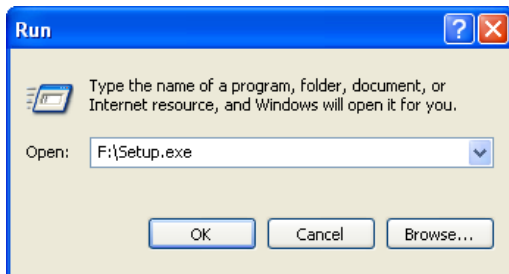 Run
Type the name of a program, folder, document, or
Internet resource, and Windows will open it for you.
Open: F:\Setup.exe
OK Cancel Browse...